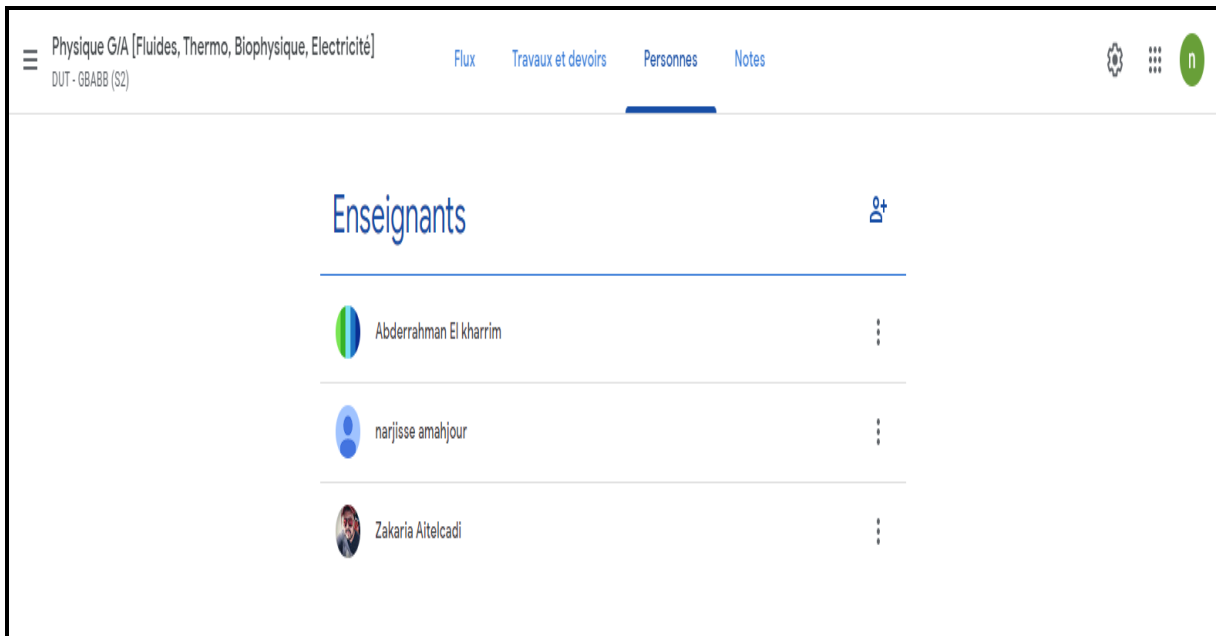 Physique G/A [Fluides, Thermo, Biophysique, Electricité]
DUT - GBABB (S2)
Flux Travaux et devoirs Personnes Notes
n
Enseignants
Abderrahman El kharrim
narjisse amahjour
Zakaria Aitelcadi